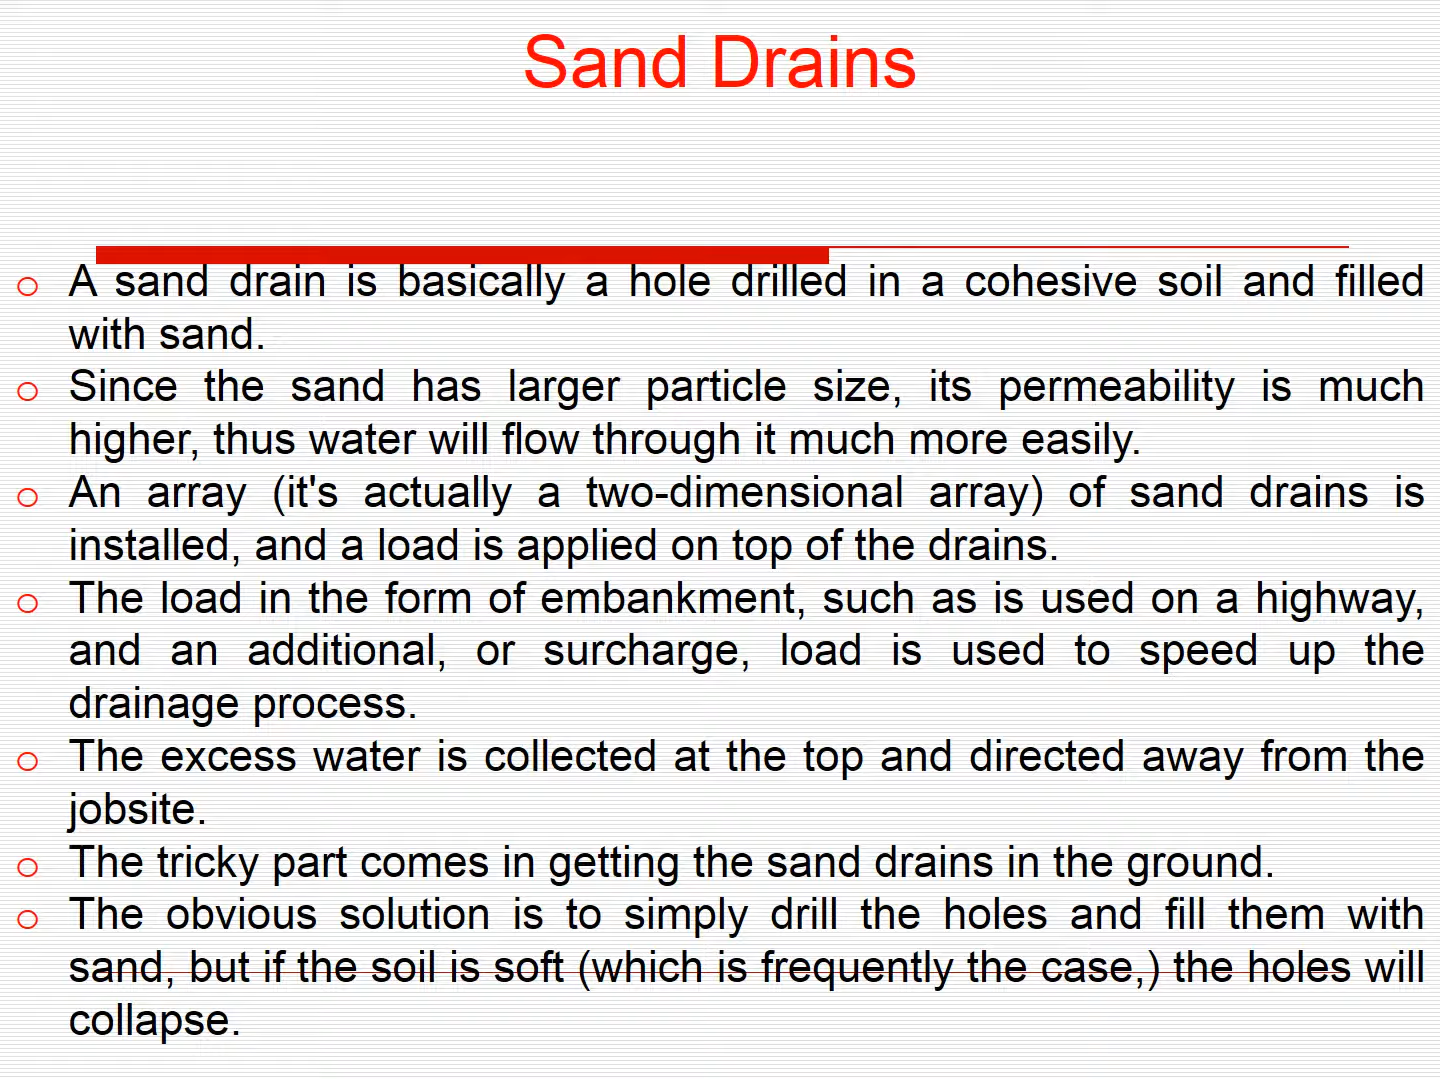 Sand Drains
○ A sand drain is basically a hole drilled in a cohesive soil and filled
with sand.
○ Since the sand has larger particle size, its permeability is much
higher, thus water will flow through it much more easily.
○ An array (it's actually a two-dimensional array) of sand drains is
installed, and a load is applied on top of the drains.
○ The load in the form of embankment, such as is used on a highway,
and an additional, or surcharge, load is used to speed up the
drainage process.
○ The excess water is collected at the top and directed away from the
jobsite.
○ The tricky part comes in getting the sand drains in the ground.
○ The obvious solution is to simply drill the holes and fill them with
sand, but if the soil is soft (which is frequently the case,) the holes will
collapse.